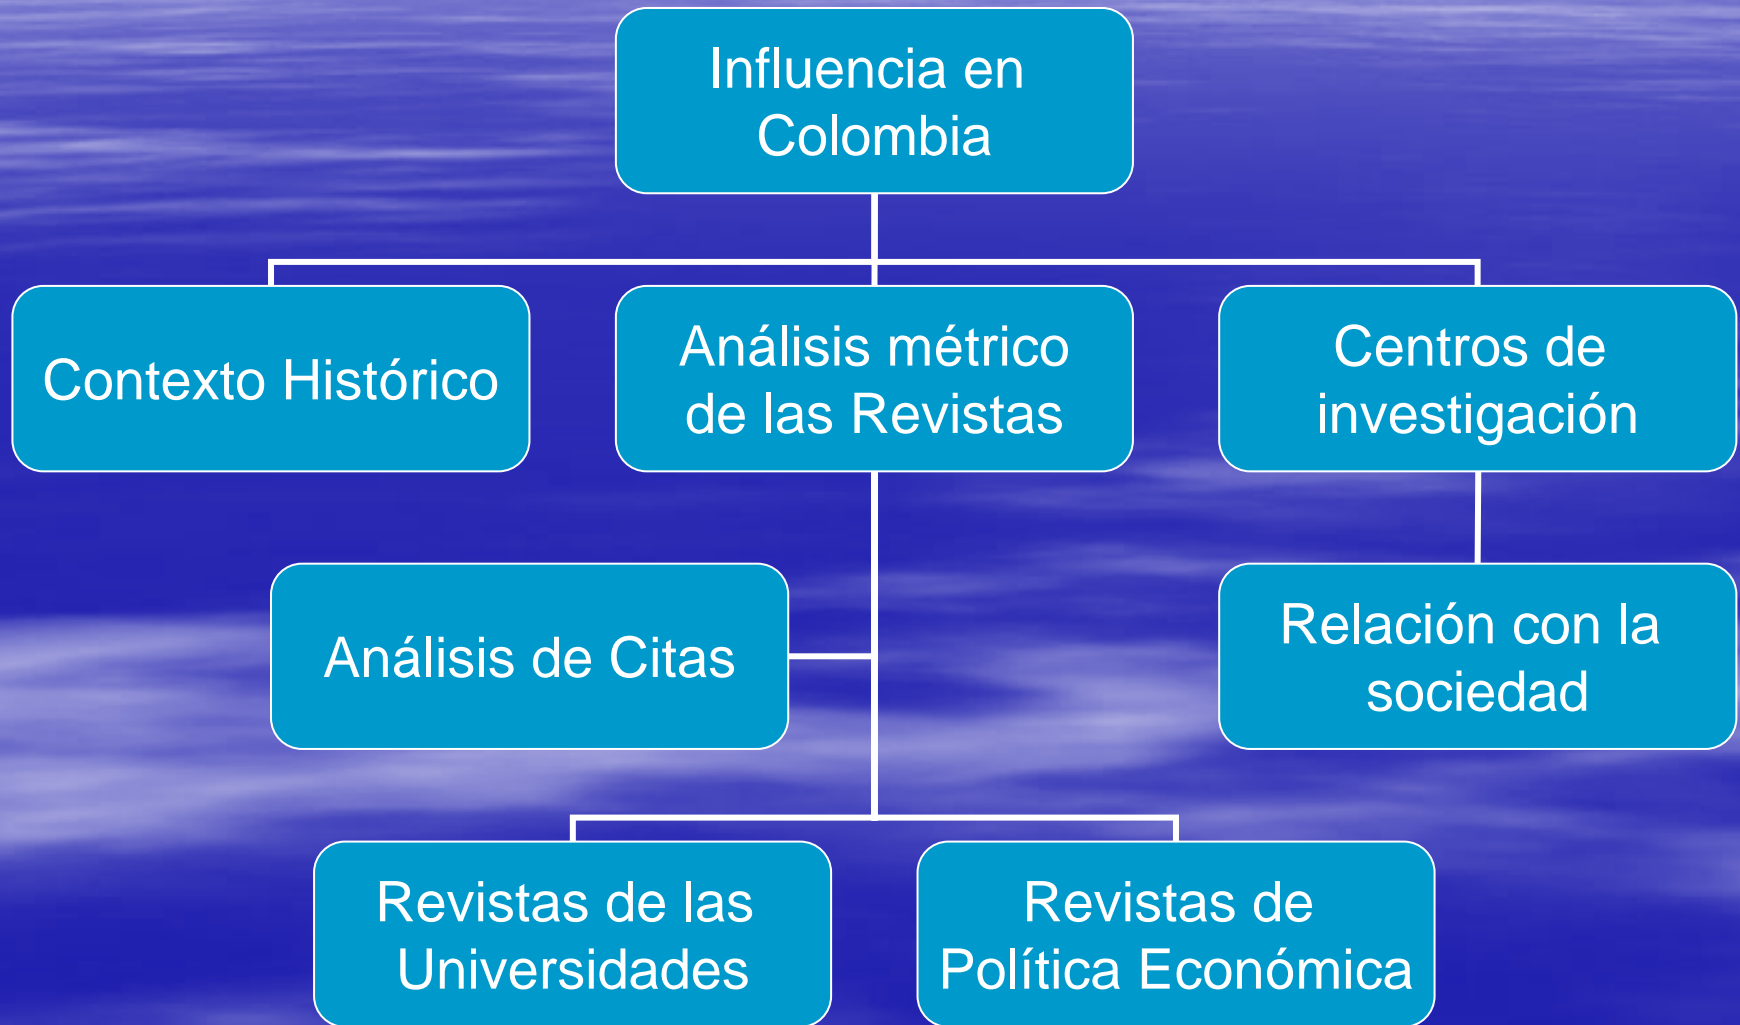 Influencia en
Colombia
Contexto Histórico
Análisis métrico
de las Revistas
Centros de
investigación
Análisis de Citas
Relación con la
sociedad
Revistas de las
Universidades
Revistas de
Política Económica